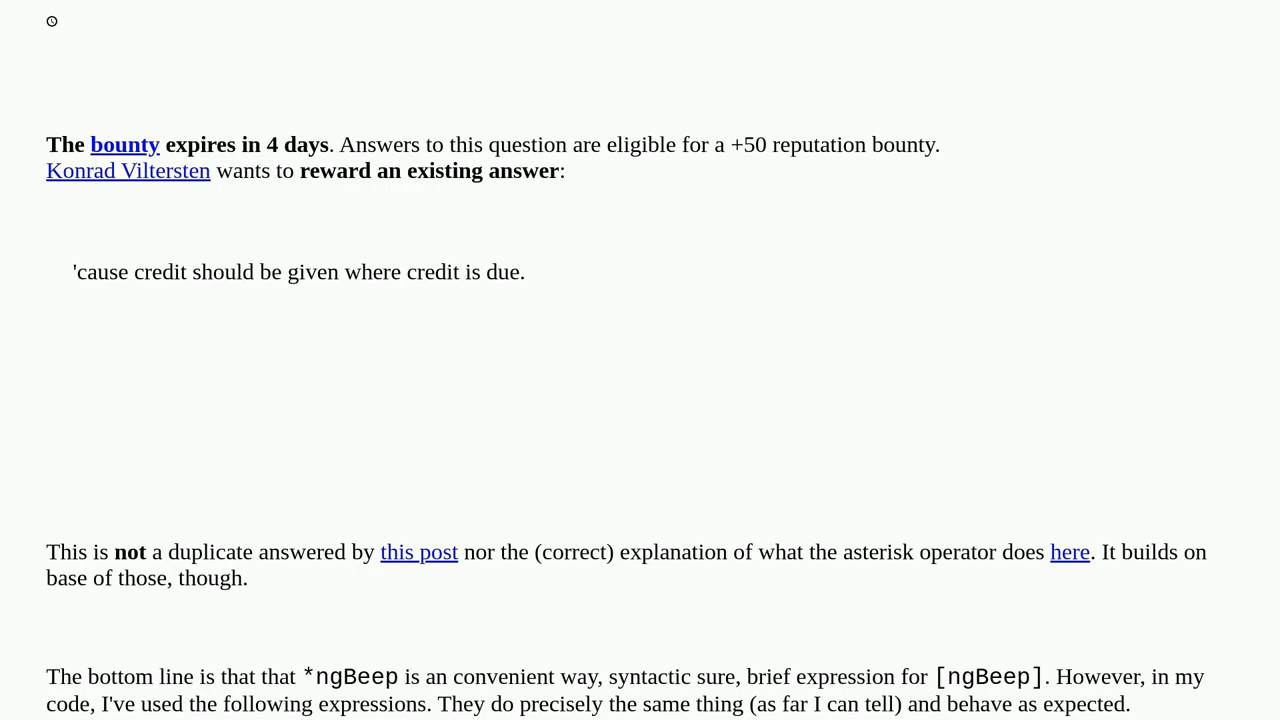 The bounty expires in 4 days. Answers to this question are eligible for a +50 reputation bounty.
Konrad Viltersten wants to reward an existing answer:
'cause credit should be given where credit is due.
This is not a duplicate answered by this post nor the (correct) explanation of what the asterisk operator does here. It builds on
base of those, though.
The bottom line is that that *ngBeep is an convenient way, syntactic sure, brief expression for [ngBeep]. However, in my
code, I've used the following expressions. They do precisely the same thing (as far I can tell) and behave as expected.